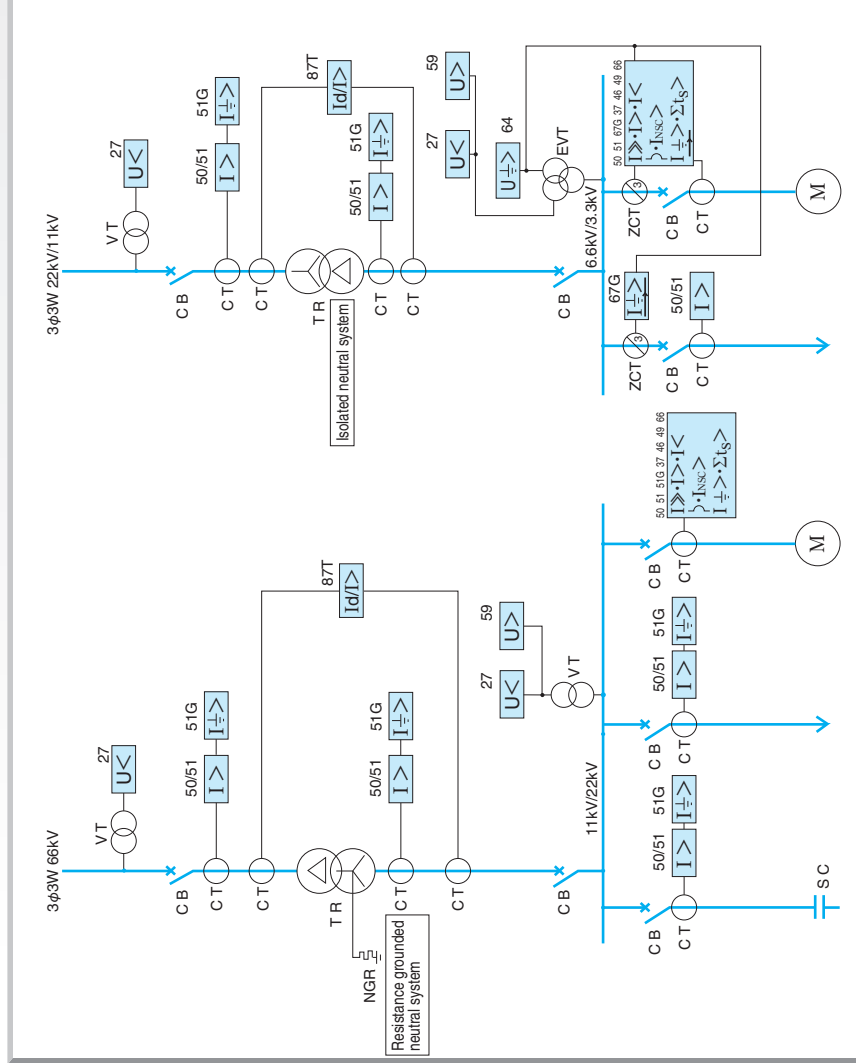 3φ3W 66kV
VT
27
U<
CB
CT
50/51
I>
51G
I⏚>
CT
87T
Id/I>
TR
NGR
Resistance grounded
neutral system
CT
50/51
I>
51G
I⏚>
CT
CB
11kV/22kV
VT
27
U<
59
U>
CB
CT
50/51
I>
51G
I⏚>
SC
CB
CT
50/51
I>
51G
I⏚>
CB
CT
50 51 51G 37 46 49 66
I≫·I>·I<
·INSC>
I⏚>·ΣtS>
M
3φ3W 22kV/11kV
VT
27
U<
CB
CT
50/51
I>
51G
I⏚>
CT
87T
Id/I>
TR
Isolated neutral system
CT
50/51
I>
51G
I⏚>
CT
CB
6.6kV/3.3kV
EVT
27
U<
59
U>
64
U⏚>
ZCT
3
67G
I⏚>
CB
CT
50/51
I>
ZCT
3
CB
CT
50 51 67G 37 46 49 66
I≫·I>·I<
·INSC>
I⏚>·ΣtS>
M